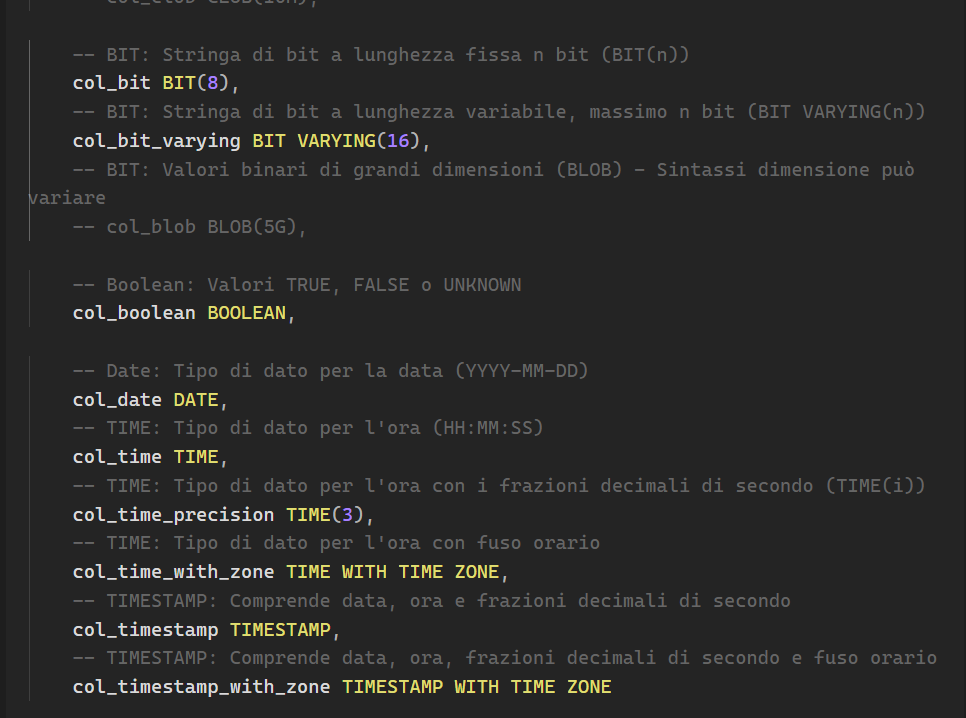 -- BIT: Stringa di bit a lunghezza fissa n bit (BIT(n))
col_bit BIT(8),
-- BIT: Stringa di bit a lunghezza variabile, massimo n bit (BIT VARYING(n))
col_bit_varying BIT VARYING(16),
-- BIT: Valori binari di grandi dimensioni (BLOB) - Sintassi dimensione può
variare
-- col_blob BLOB(5G),
-- Boolean: Valori TRUE, FALSE o UNKNOWN
col_boolean BOOLEAN,
-- Date: Tipo di dato per la data (YYYY-MM-DD)
col_date DATE,
-- TIME: Tipo di dato per l'ora (HH:MM:SS)
col_time TIME,
-- TIME: Tipo di dato per l'ora con i frazioni decimali di secondo (TIME(i))
col_time_precision TIME(3),
-- TIME: Tipo di dato per l'ora con fuso orario
col_time_with_zone TIME WITH TIME ZONE,
-- TIMESTAMP: Comprende data, ora e frazioni decimali di secondo
col_timestamp TIMESTAMP,
-- TIMESTAMP: Comprende data, ora, frazioni decimali di secondo e fuso orario
col_timestamp_with_zone TIMESTAMP WITH TIME ZONE